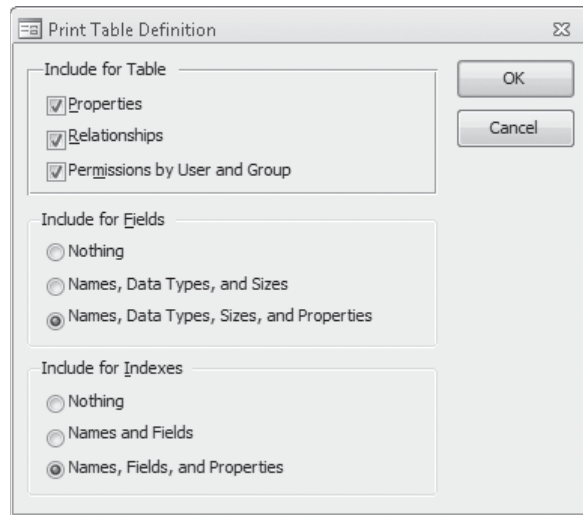 Print Table Definition
Include for Table
Properties
Relationships
Permissions by User and Group
OK
Cancel
Include for Fields
Nothing
Names, Data Types, and Sizes
Names, Data Types, Sizes, and Properties
Include for Indexes
Nothing
Names and Fields
Names, Fields, and Properties